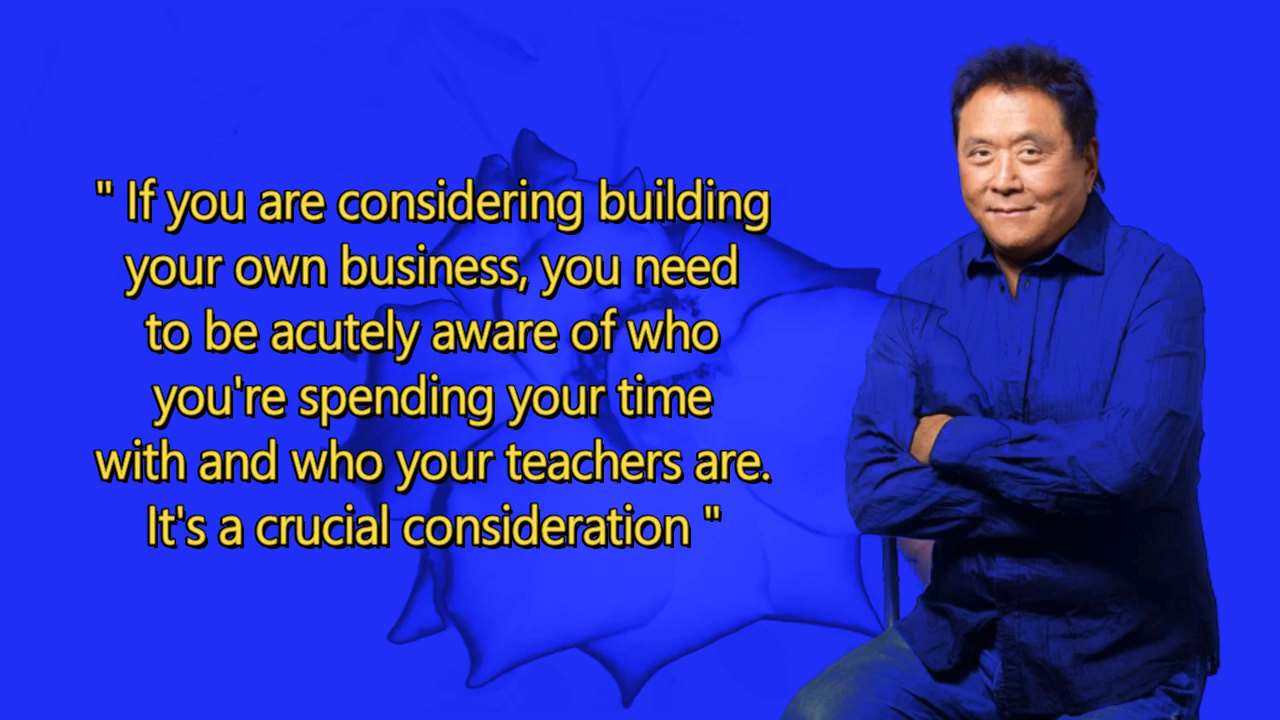 " If you are considering building
your own business, you need
to be acutely aware of who
you're spending your time
with and who your teachers are.
It's a crucial consideration "